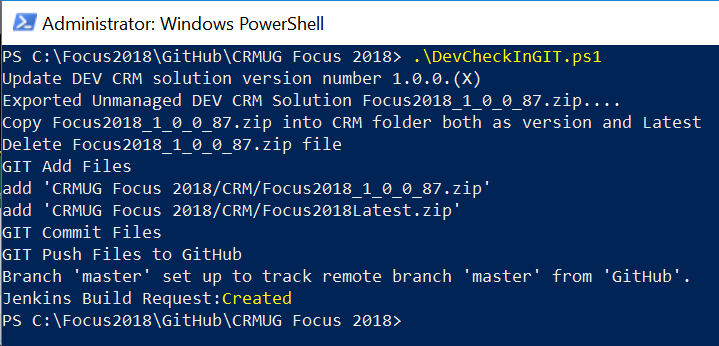 Administrator: Windows PowerShell
PS C:\Focus2018\GitHub\CRMUG Focus 2018> .\DevCheckInGIT.ps1
Update DEV CRM solution version number 1.0.0.(X)
Exported Unmanaged DEV CRM Solution Focus2018_1_0_0_87.zip....
Copy Focus2018_1_0_0_87.zip into CRM folder both as version and Latest
Delete Focus2018_1_0_0_87.zip file
GIT Add Files
add 'CRMUG Focus 2018/CRM/Focus2018_1_0_0_87.zip'
add 'CRMUG Focus 2018/CRM/Focus2018Latest.zip'
GIT Commit Files
GIT Push Files to GitHub
Branch 'master' set up to track remote branch 'master' from 'GitHub'.
Jenkins Build Request:Created
PS C:\Focus2018\GitHub\CRMUG Focus 2018>